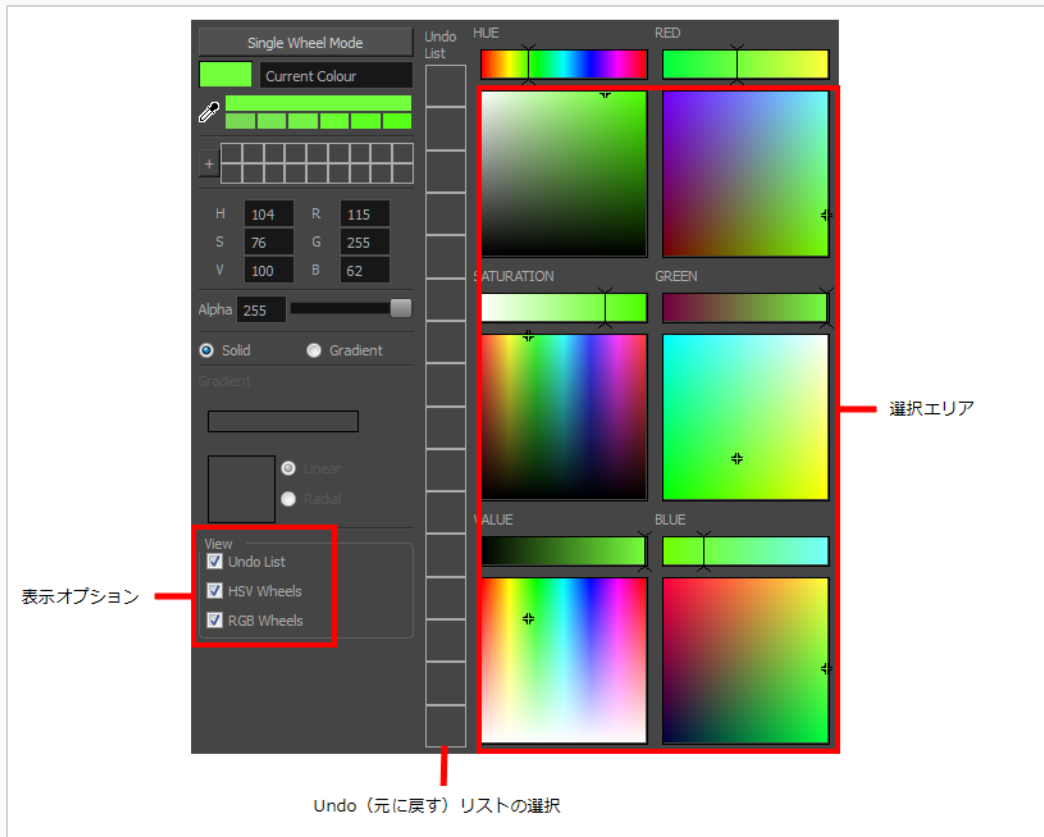 Single Wheel Mode
Current Colour
+
H 104 R 115
S 76 G 255
V 100 B 62
Alpha 255
Solid Gradient
Gradient
Linear
Radial
View
Undo List
HSV Wheels
RGB Wheels
Undo
List
HUE
RED
SATURATION
GREEN
VALUE
BLUE
選択エリア
表示オプション
Undo（元に戻す）リストの選択